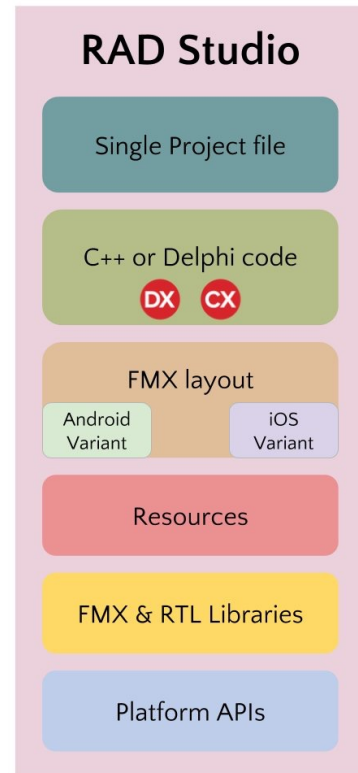 RAD Studio
Single Project file
C++ or Delphi code
DX CX
FMX layout
Android
Variant
iOS
Variant
Resources
FMX & RTL Libraries
Platform APIs